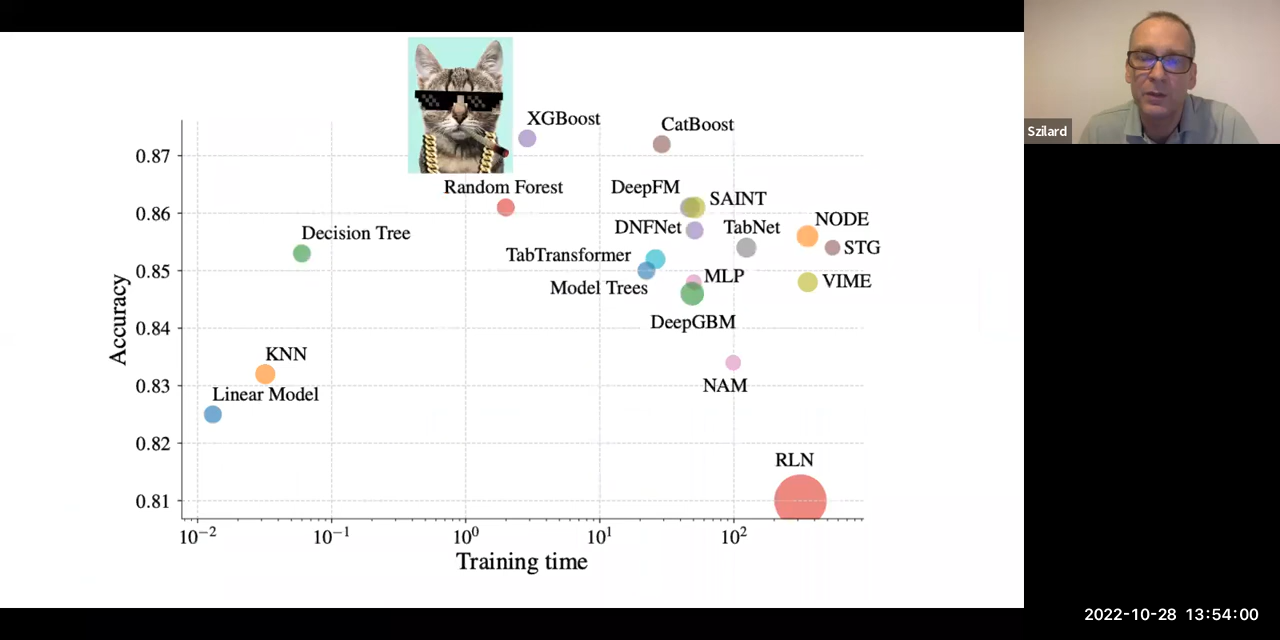 XGBoost
CatBoost
0.87
Random Forest
DeepFM
SAINT
0.86
NODE
DNFNet
TabNet
Decision Tree
STG
TabTransformer
0.85
MLP
VIME
Model Trees
DeepGBM
0.84
Accuracy
KNN
0.83
NAM
Linear Model
0.82
RLN
0.81
10⁻² 10⁻¹ 10⁰ 10¹ 10²
Training time
Szilard
2022-10-28 13:54:00